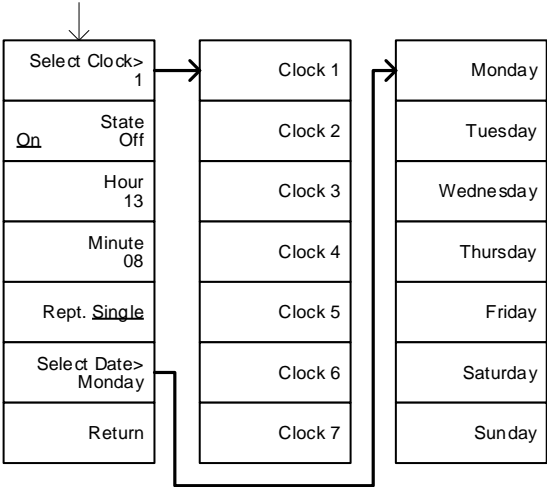 Select Clock>
1
State
On Off
Hour
13
Minute
08
Rept. Single
Select Date>
Monday
Return
Clock 1
Clock 2
Clock 3
Clock 4
Clock 5
Clock 6
Clock 7
Monday
Tuesday
Wednesday
Thursday
Friday
Saturday
Sunday